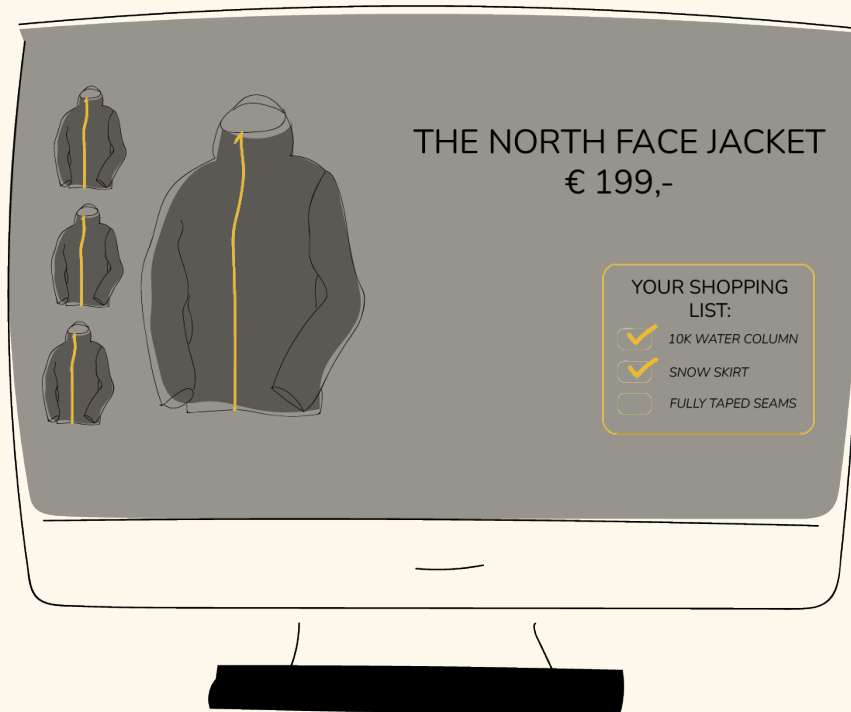 THE NORTH FACE JACKET
€ 199,-
YOUR SHOPPING
LIST:
10K WATER COLUMN
SNOW SKIRT
FULLY TAPED SEAMS